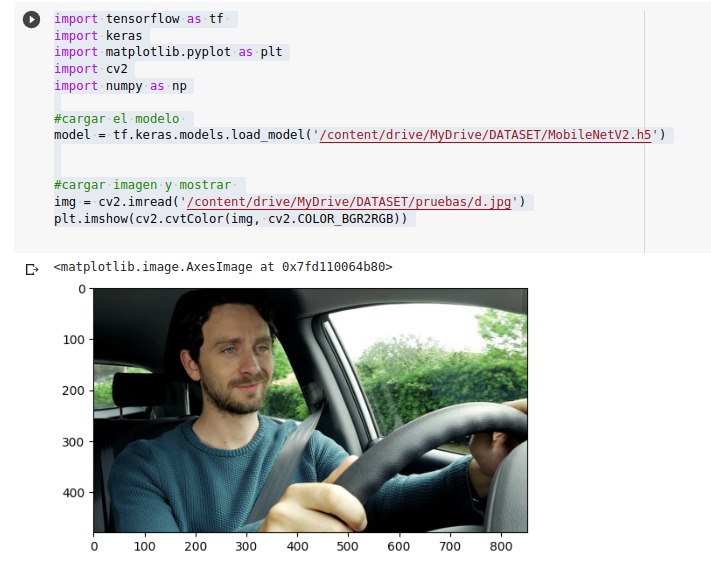 import tensorflow as tf
import keras
import matplotlib.pyplot as plt
import cv2
import numpy as np
#cargar el modelo
model = tf.keras.models.load_model('/content/drive/MyDrive/DATASET/MobileNetV2.h5')
#cargar imagen y mostrar
img = cv2.imread('/content/drive/MyDrive/DATASET/pruebas/d.jpg')
plt.imshow(cv2.cvtColor(img, cv2.COLOR_BGR2RGB))
<matplotlib.image.AxesImage at 0x7fd110064b80>
0
100
200
300
400
0 100 200 300 400 500 600 700 800